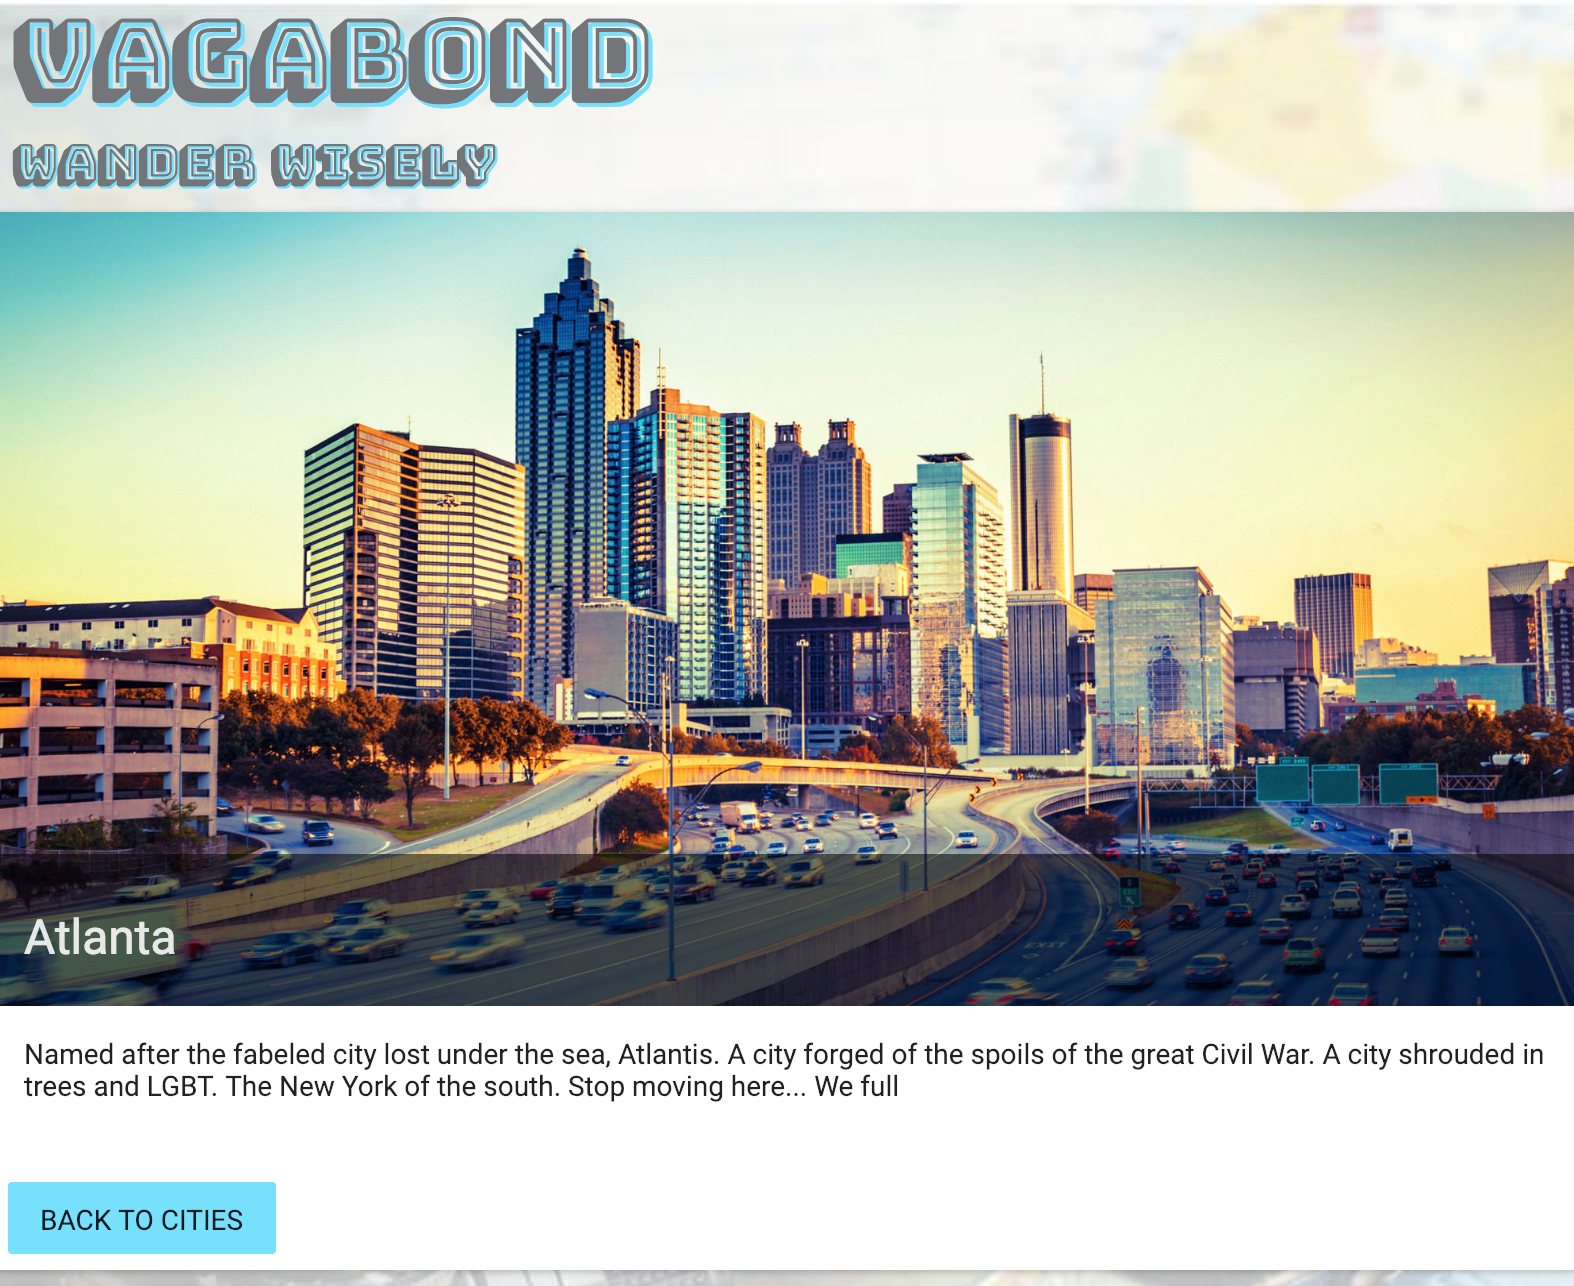 VAGABOND
WANDER WISELY
EXIT
EXIT
Atlanta
Named after the fabeled city lost under the sea, Atlantis. A city forged of the spoils of the great Civil War. A city shrouded in
trees and LGBT. The New York of the south. Stop moving here... We full
BACK TO CITIES